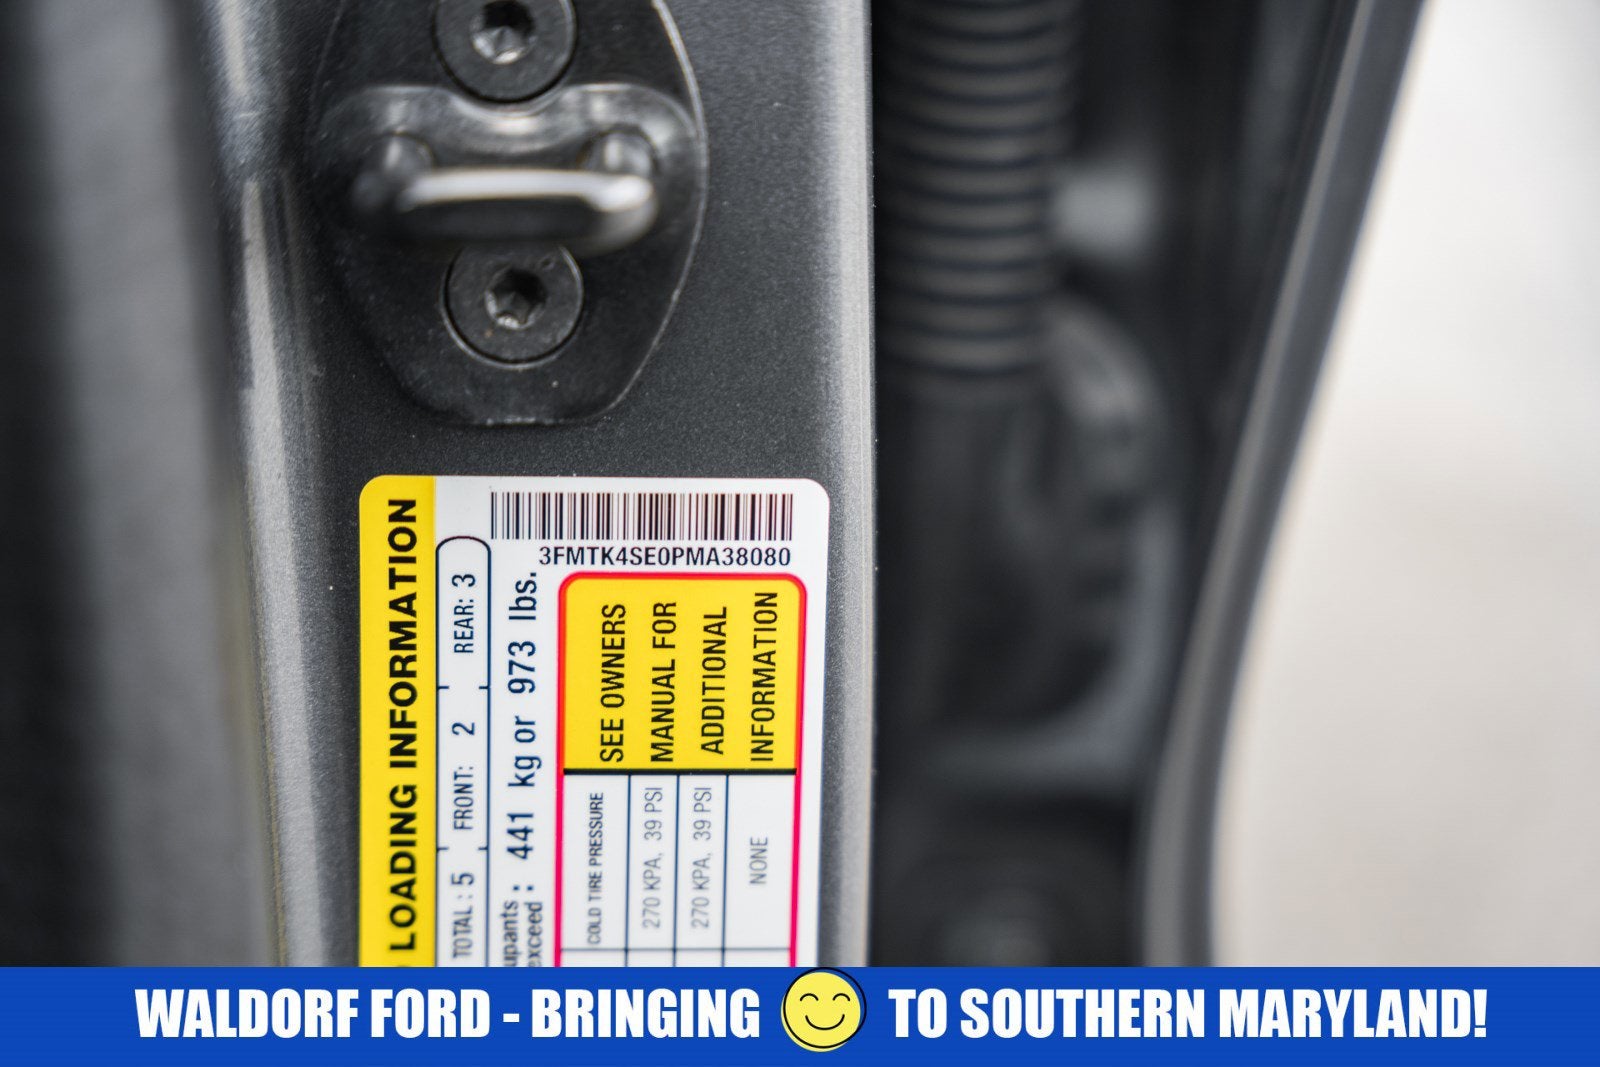 3FMTK4SE0PMA38080
LOADING INFORMATION
TOTAL : 5 FRONT: 2 REAR: 3
upants
exceed : 441 kg or 973 lbs.
COLD TIRE PRESSURE
270 KPA, 39 PSI
270 KPA, 39 PSI
NONE
SEE OWNERS
MANUAL FOR
ADDITIONAL
INFORMATION
WALDORF FORD - BRINGING TO SOUTHERN MARYLAND!